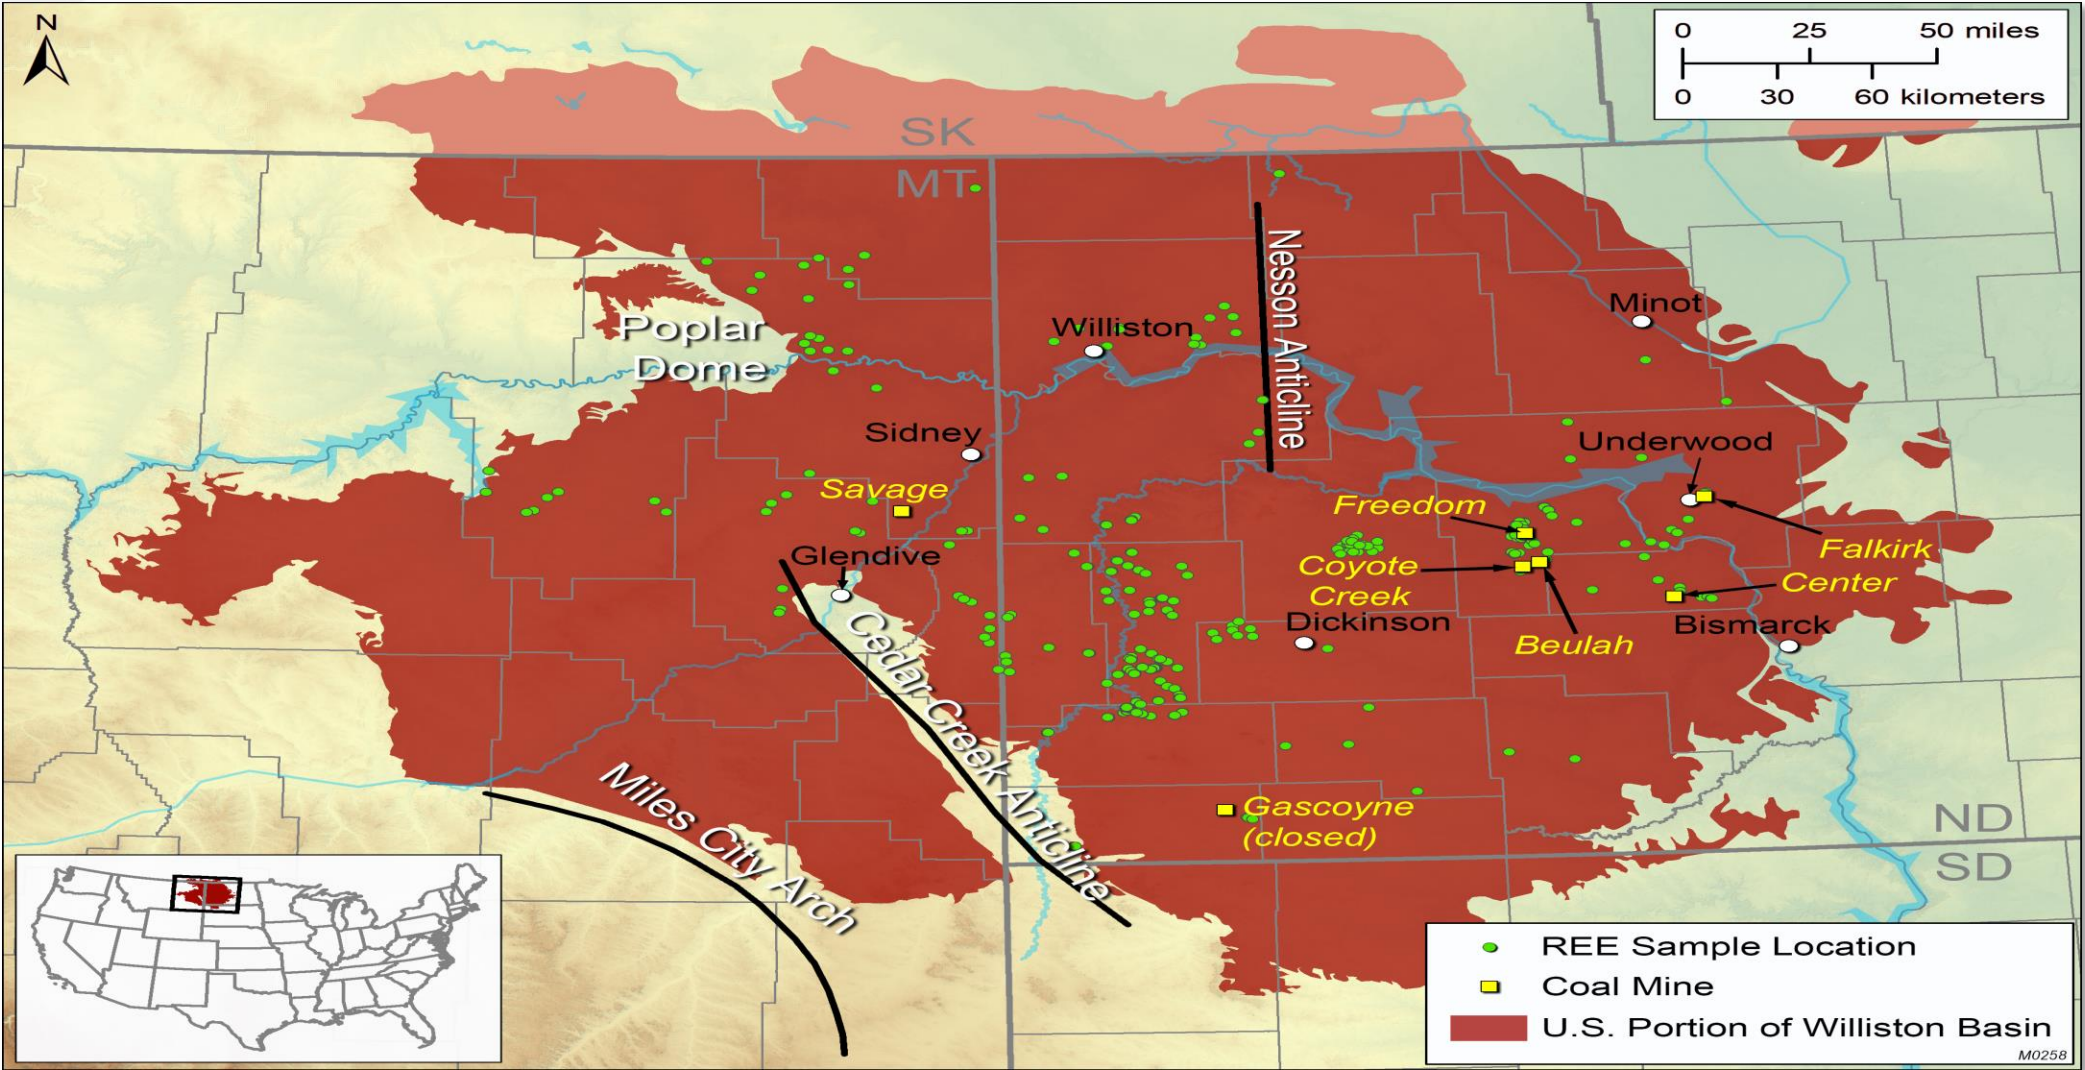 N
0 25 50 miles
0 30 60 kilometers
SK
MT
Nesson Anticline
Minot
Williston
Poplar
Dome
Sidney
Underwood
Savage
Freedom
Glendive
Falkirk
Coyote
Creek
Center
Dickinson
Bismarck
Beulah
Cedar Creek Anticline
Miles City Arch
Gascoyne
(closed)
ND
SD
REE Sample Location
Coal Mine
U.S. Portion of Williston Basin
M0258